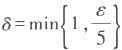 δ = min{1, ε/5}